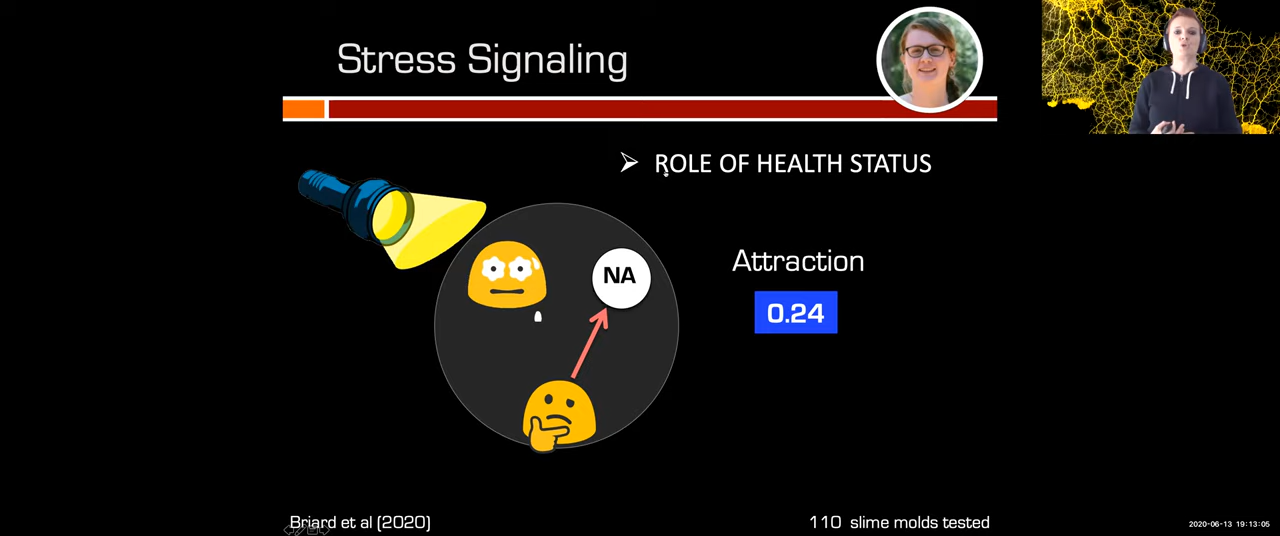 Stress Signaling
ROLE OF HEALTH STATUS
NA
Attraction
0.24
Briard et al (2020)
110 slime molds tested
2020-06-13 19:13:05